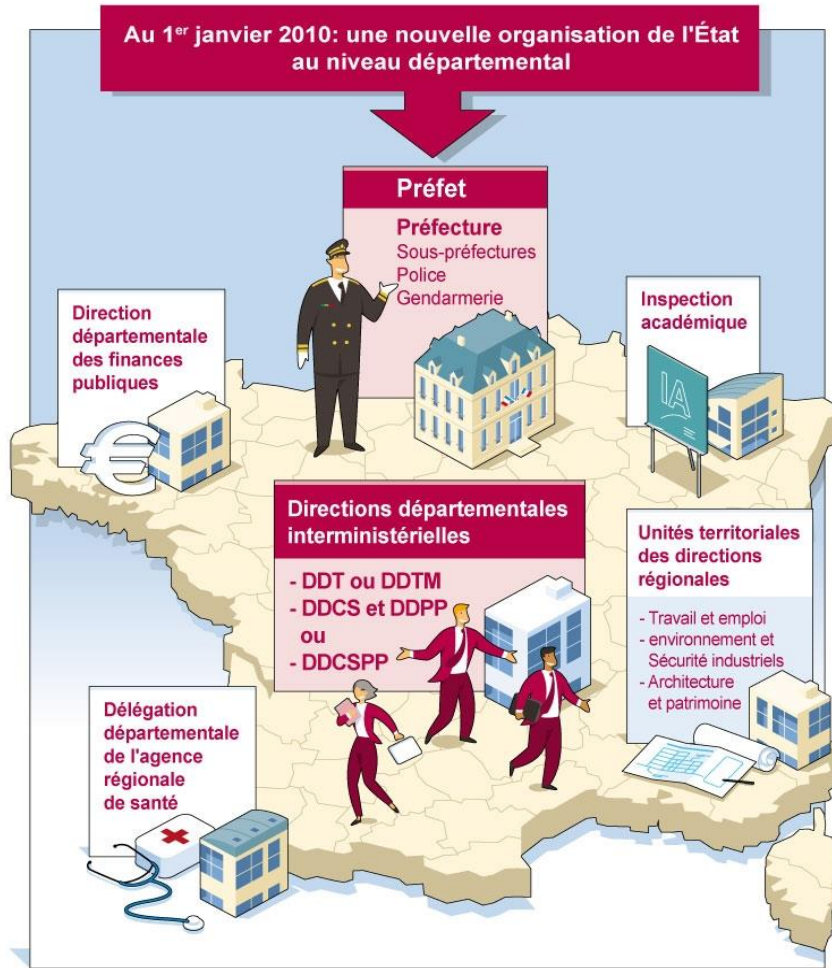 Au 1er janvier 2010: une nouvelle organisation de l'État
au niveau départemental
Préfet
Préfecture
Sous-préfectures
Police
Gendarmerie
Direction
départementale
des finances
publiques
Inspection
académique
IA
Directions départementales
interministérielles
- DDT ou DDTM
- DDCS et DDPP
ou
- DDCSPP
Unités territoriales
des directions
régionales
- Travail et emploi
- environnement et
Sécurité industriels
- Architecture
et patrimoine
Délégation
départementale
de l'agence
régionale
de santé